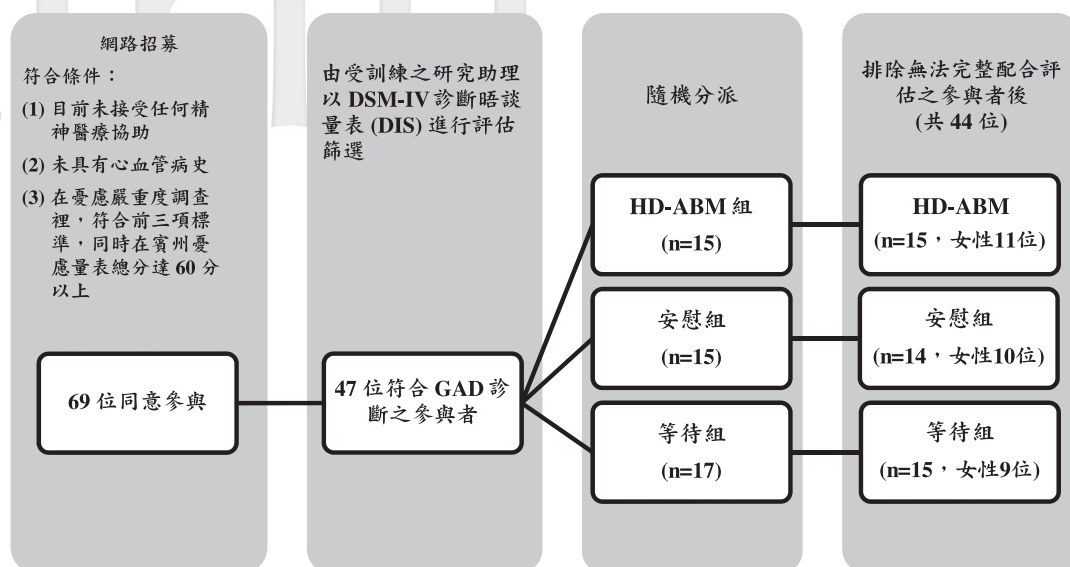 網路招募
符合條件：
(1) 目前未接受任何精
神醫療協助
(2) 未具有心血管病史
(3) 在憂慮嚴重度調查
裡，符合前三項標
準，同時在賓州憂
慮量表總分達 60 分
以上
69 位同意參與
由受訓練之研究助理
以 DSM-IV 診斷晤談
量表 (DIS) 進行評估
篩選
47 位符合 GAD 診
斷之參與者
隨機分派
HD-ABM 組
(n=15)
安慰組
(n=15)
等待組
(n=17)
排除無法完整配合評
估之參與者後
(共 44 位)
HD-ABM
(n=15，女性11位)
安慰組
(n=14，女性10位)
等待組
(n=15，女性9位)